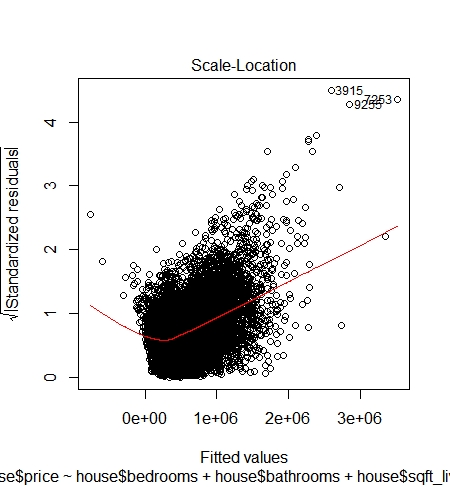 Scale-Location
√|Standardized residuals|
4
3
2
1
0
3915
7253
9255
0e+00 1e+06 2e+06 3e+06
Fitted values
se$price ~ house$bedrooms + house$bathrooms + house$sqft_liv